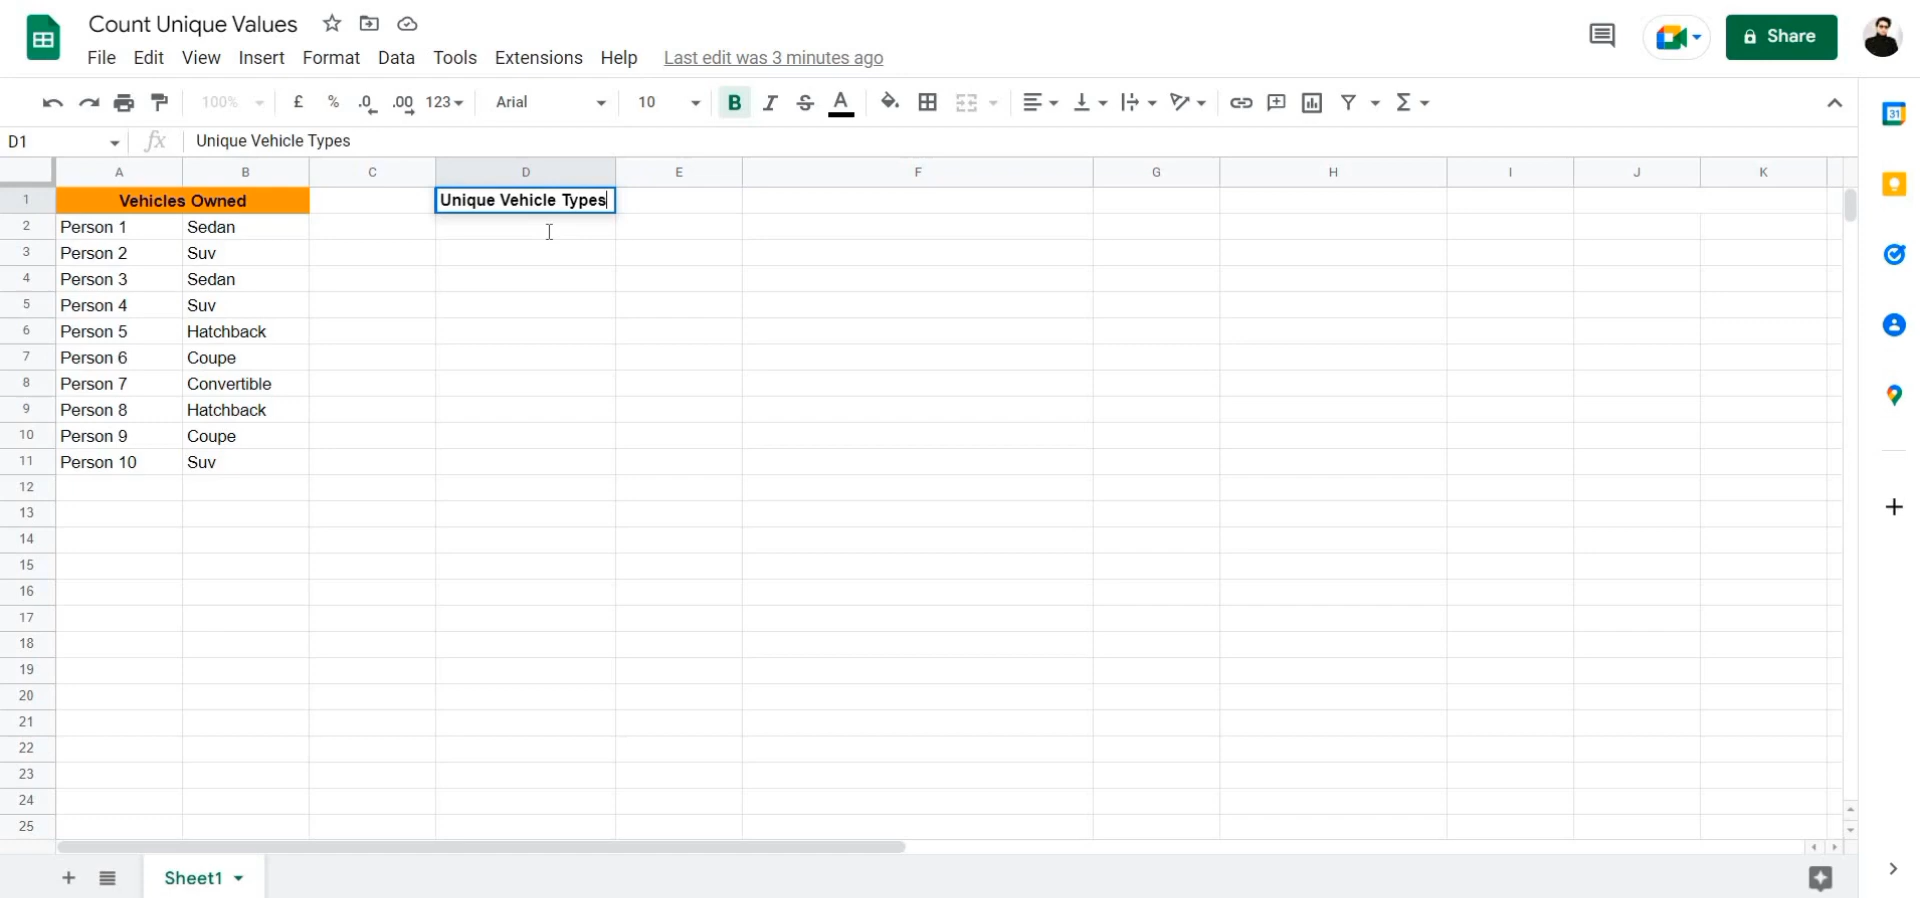 Count Unique Values
File Edit View Insert Format Data Tools Extensions Help Last edit was 3 minutes ago
Share
100% £ % .0 .00 123 Arial 10 B I S A
D1 fx Unique Vehicle Types
A B C D E F G H I J K
1 Vehicles Owned Unique Vehicle Types
2 Person 1 Sedan
3 Person 2 Suv
4 Person 3 Sedan
5 Person 4 Suv
6 Person 5 Hatchback
7 Person 6 Coupe
8 Person 7 Convertible
9 Person 8 Hatchback
10 Person 9 Coupe
11 Person 10 Suv
12
13
14
15
16
17
18
19
20
21
22
23
24
25
Sheet1
31